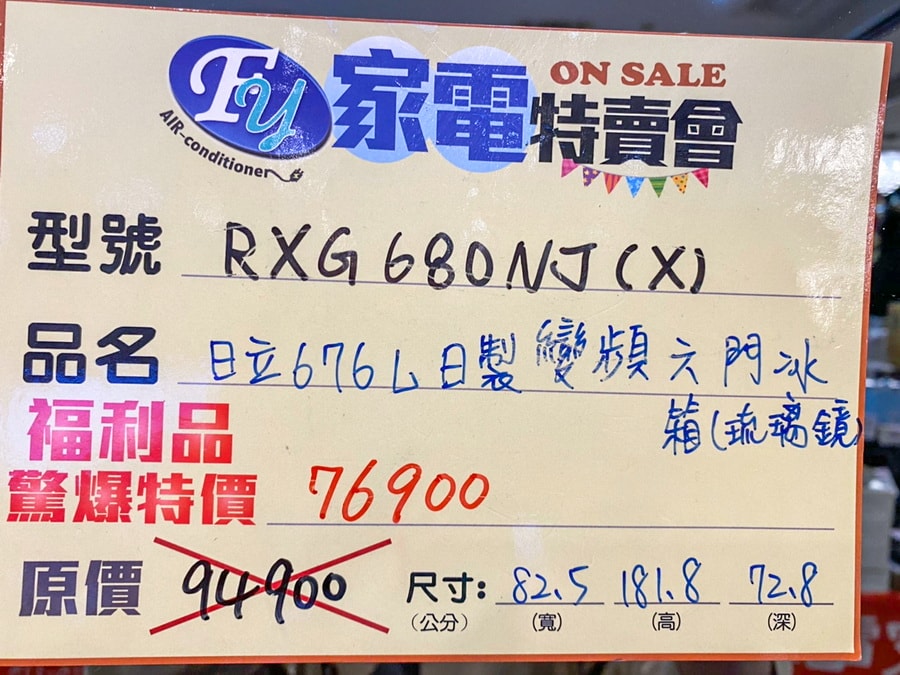 Fy
AIR-conditioner
家電
ON SALE
特賣會
型號 RXG680NJ(X)
品名 日立676L日製變頻六門冰
箱(琉璃鏡)
福利品
驚爆特價 76900
原價 94900 尺寸: 82.5 181.8 72.8
(公分) (寬) (高) (深)